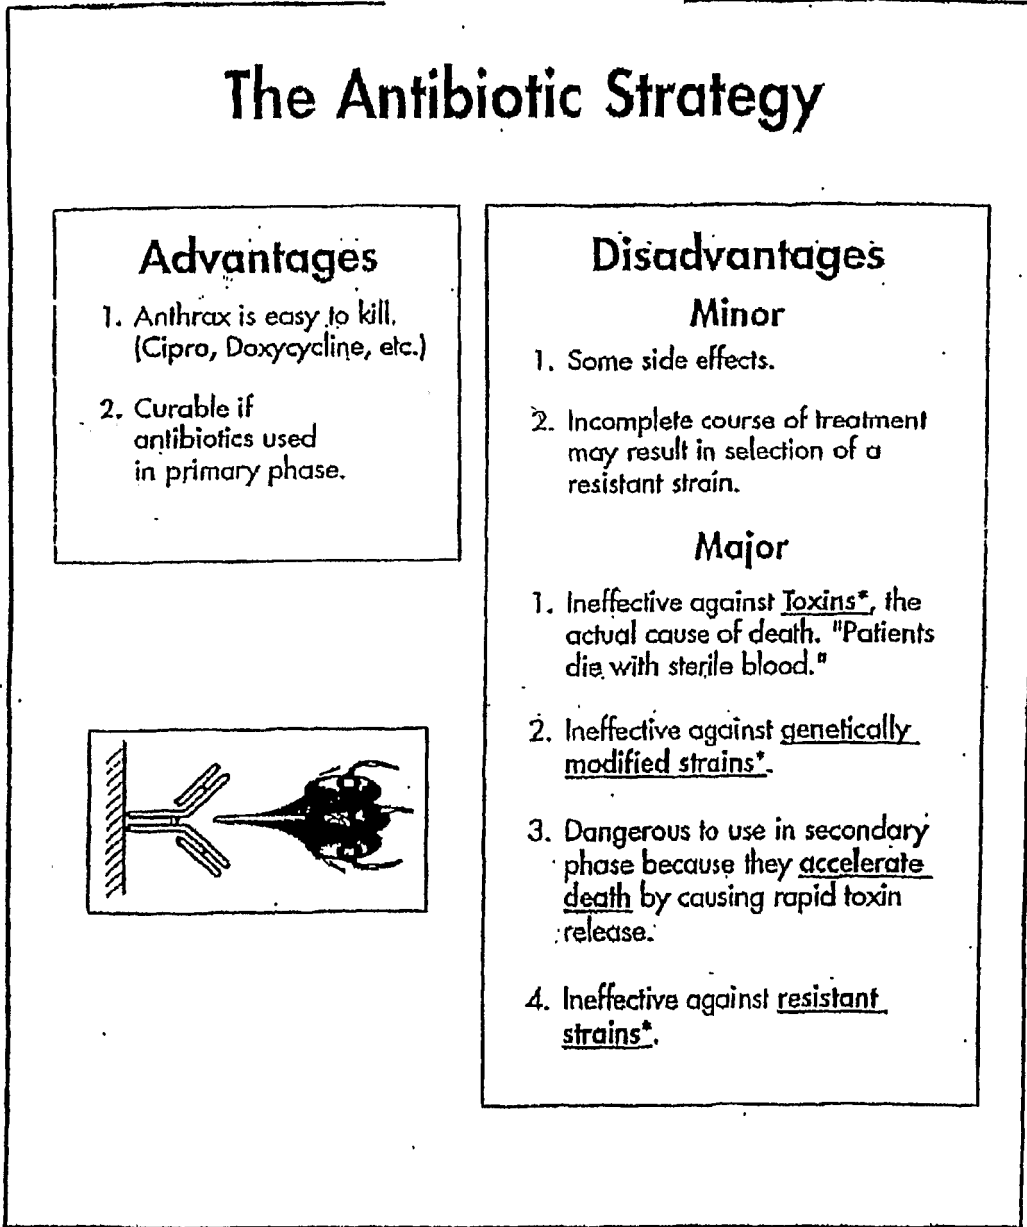 The Antibiotic Strategy
Advantages
1. Anthrax is easy to kill.
(Cipro, Doxycycline, etc.)
2. Curable if
antibiotics used
in primary phase.
Disadvantages
Minor
1. Some side effects.
2. Incomplete course of treatment
may result in selection of a
resistant strain.
Major
1. Ineffective against Toxins*, the
actual cause of death. "Patients
die with sterile blood."
2. Ineffective against genetically
modified strains*.
3. Dangerous to use in secondary
phase because they accelerate
death by causing rapid toxin
release.
4. Ineffective against resistant
strains*.